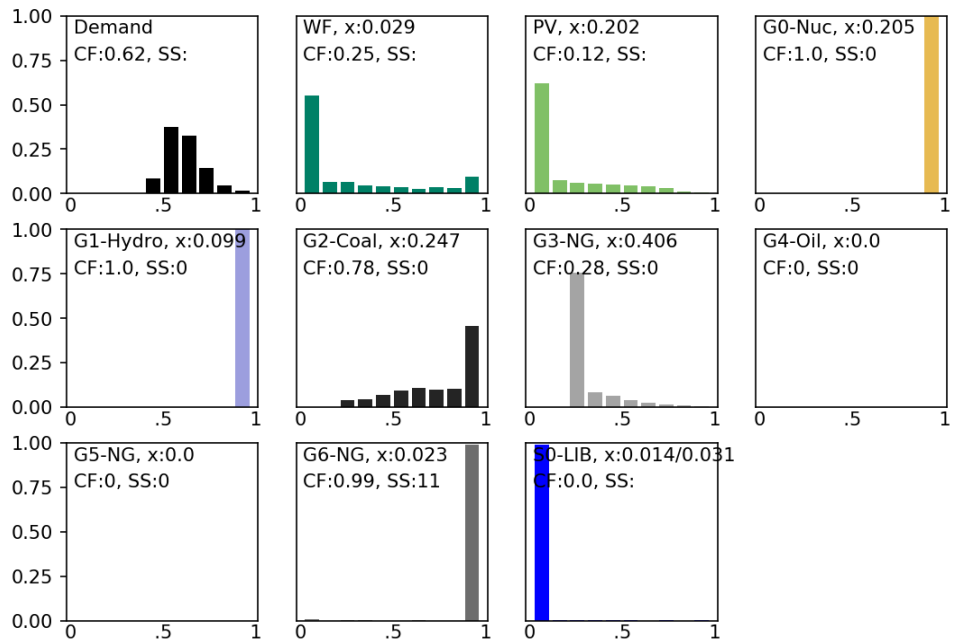 1.00
0.75
0.50
0.25
0.00
Demand
CF:0.62, SS:
0 .5 1
WF, x:0.029
CF:0.25, SS:
0 .5 1
PV, x:0.202
CF:0.12, SS:
0 .5 1
G0-Nuc, x:0.205
CF:1.0, SS:0
0 .5 1
1.00
0.75
0.50
0.25
0.00
G1-Hydro, x:0.099
CF:1.0, SS:0
0 .5 1
G2-Coal, x:0.247
CF:0.78, SS:0
0 .5 1
G3-NG, x:0.406
CF:0.28, SS:0
0 .5 1
G4-Oil, x:0.0
CF:0, SS:0
0 .5 1
1.00
0.75
0.50
0.25
0.00
G5-NG, x:0.0
CF:0, SS:0
0 .5 1
G6-NG, x:0.023
CF:0.99, SS:11
0 .5 1
S0-LIB, x:0.014/0.031
CF:0.0, SS:
0 .5 1